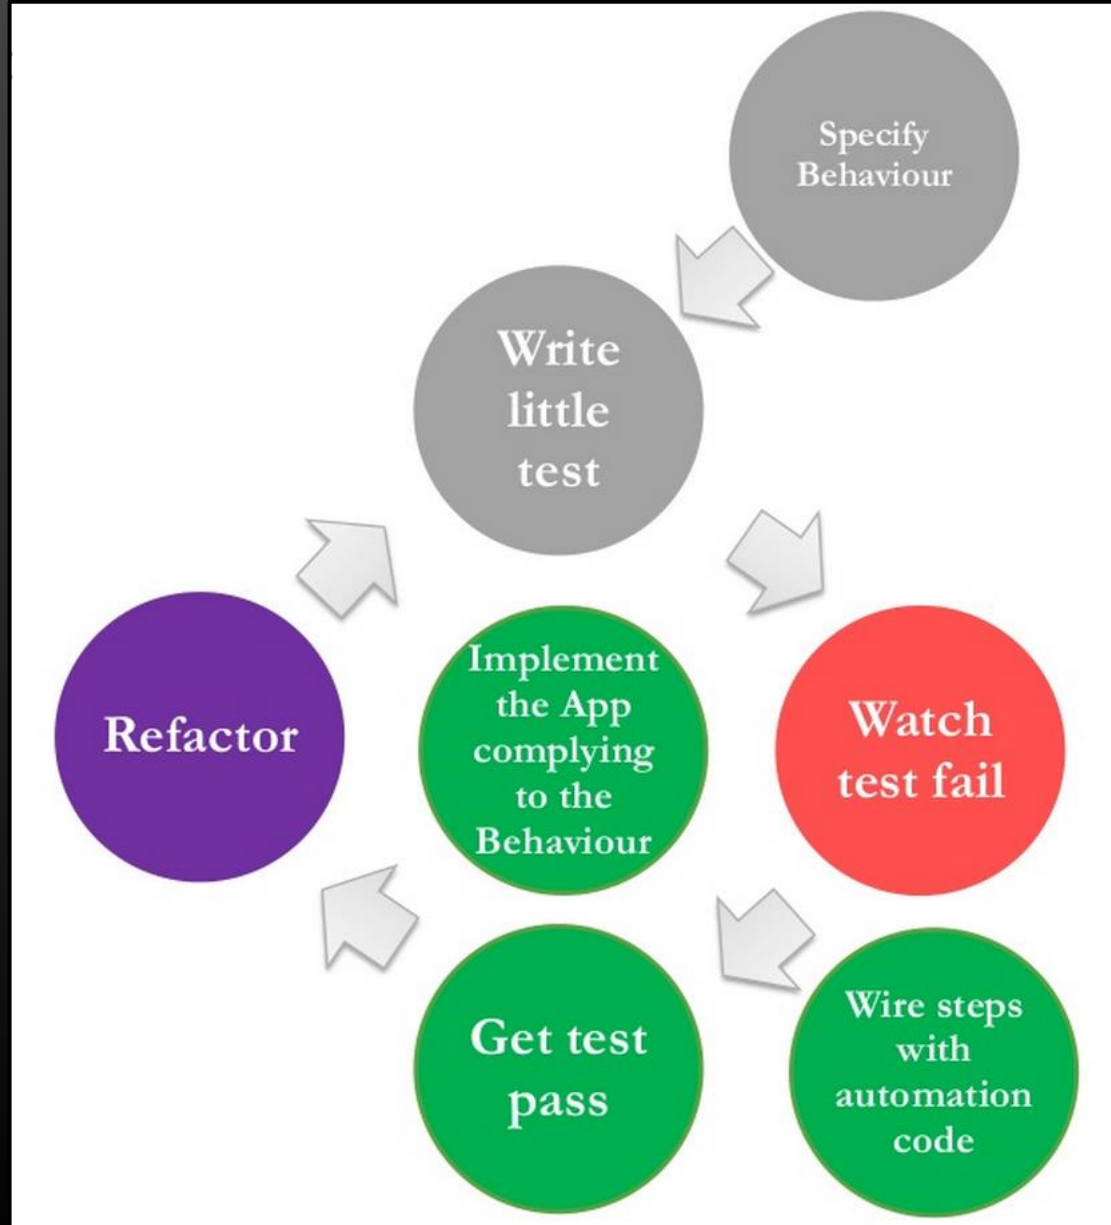 Specify
Behaviour
Write
little
test
Refactor
Implement
the App
complying
to the
Behaviour
Watch
test fail
Get test
pass
Wire steps
with
automation
code